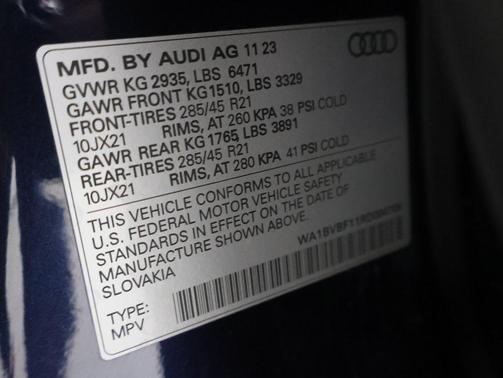 MFD. BY AUDI AG 11 23
GVWR KG 2935, LBS 6471
GAWR FRONT KG1510, LBS 3329
FRONT-TIRES 285/45 R21
10JX21 RIMS, AT 260 KPA 38 PSI COLD
GAWR REAR KG 1765 LBS 3891
REAR-TIRES 285/45 R21
10JX21 RIMS, AT 280 KPA 41 PSI COLD
THIS VEHICLE CONFORMS TO ALL APPLICABLE
U.S. FEDERAL MOTOR VEHICLE SAFETY
STANDARDS IN EFFECT ON THE DATE OF
MANUFACTURE SHOWN ABOVE.
SLOVAKIA
TYPE:
MPV